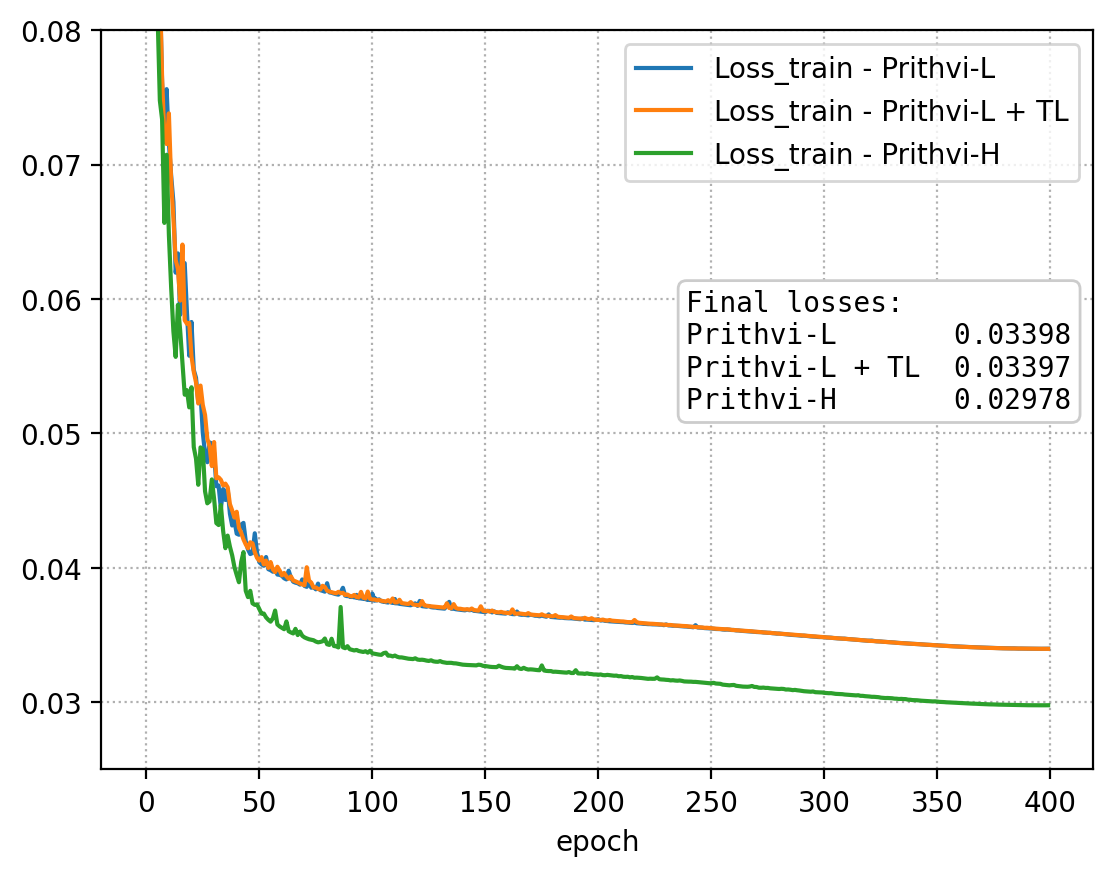 0.08
0.07
0.06
0.05
0.04
0.03
Loss_train - Prithvi-L
Loss_train - Prithvi-L + TL
Loss_train - Prithvi-H
Final losses:
Prithvi-L 0.03398
Prithvi-L + TL 0.03397
Prithvi-H 0.02978
0 50 100 150 200 250 300 350 400
epoch